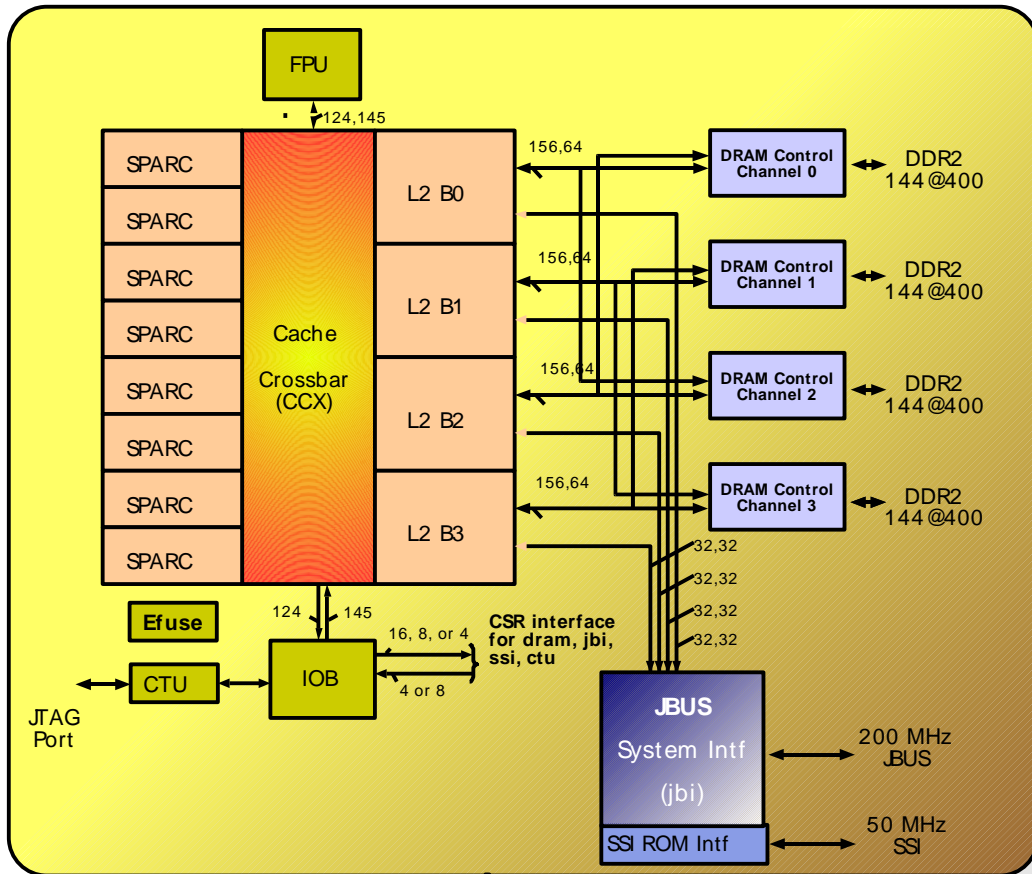 FPU
124,145
SPARC
SPARC
SPARC
SPARC
SPARC
SPARC
SPARC
SPARC
Cache
Crossbar
(CCX)
L2 B0
L2 B1
L2 B2
L2 B3
156,64
156,64
156,64
156,64
DRAM Control
Channel 0
DDR2
144@400
DRAM Control
Channel 1
DDR2
144@400
DRAM Control
Channel 2
DDR2
144@400
DRAM Control
Channel 3
DDR2
144@400
32,32
32,32
32,32
32,32
124
145
Efuse
CTU
IOB
JTAG
Port
16, 8, or 4
4 or 8
CSR interface
for dram, jbi,
ssi, ctu
JBUS
System Intf
(jbi)
SSI ROM Intf
200 MHz
JBUS
50 MHz
SSI